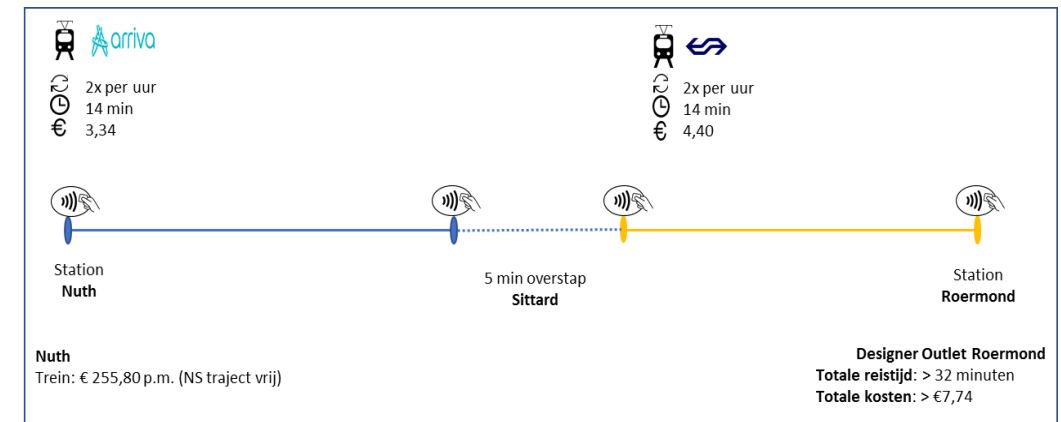 arriva
2x per uur
14 min
€ 3,34
2x per uur
14 min
€ 4,40
Station
Nuth
5 min overstap
Sittard
Station
Roermond
Nuth
Trein: € 255,80 p.m. (NS traject vrij)
Designer Outlet Roermond
Totale reistijd: > 32 minuten
Totale kosten: > €7,74